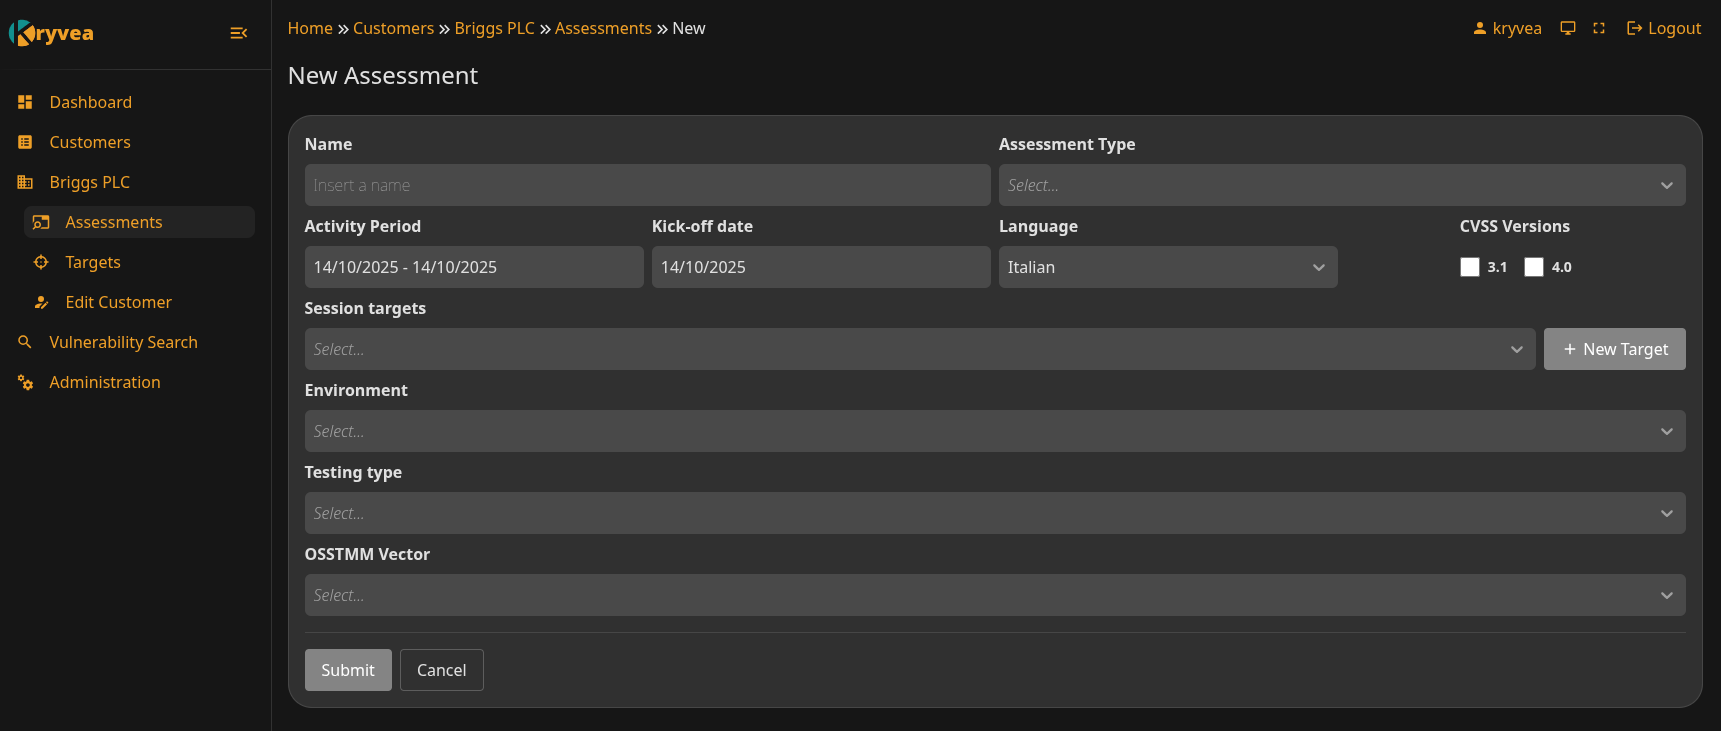 Kryvea
Home » Customers » Briggs PLC » Assessments » New
kryvea
Logout
Dashboard
Customers
Briggs PLC
Assessments
Targets
Edit Customer
Vulnerability Search
Administration
New Assessment
Name
Assessment Type
Insert a name
Select...
Activity Period
Kick-off date
Language
CVSS Versions
14/10/2025 - 14/10/2025
14/10/2025
Italian
3.1
4.0
Session targets
Select...
+ New Target
Environment
Select...
Testing type
Select...
OSSTMM Vector
Select...
Submit
Cancel